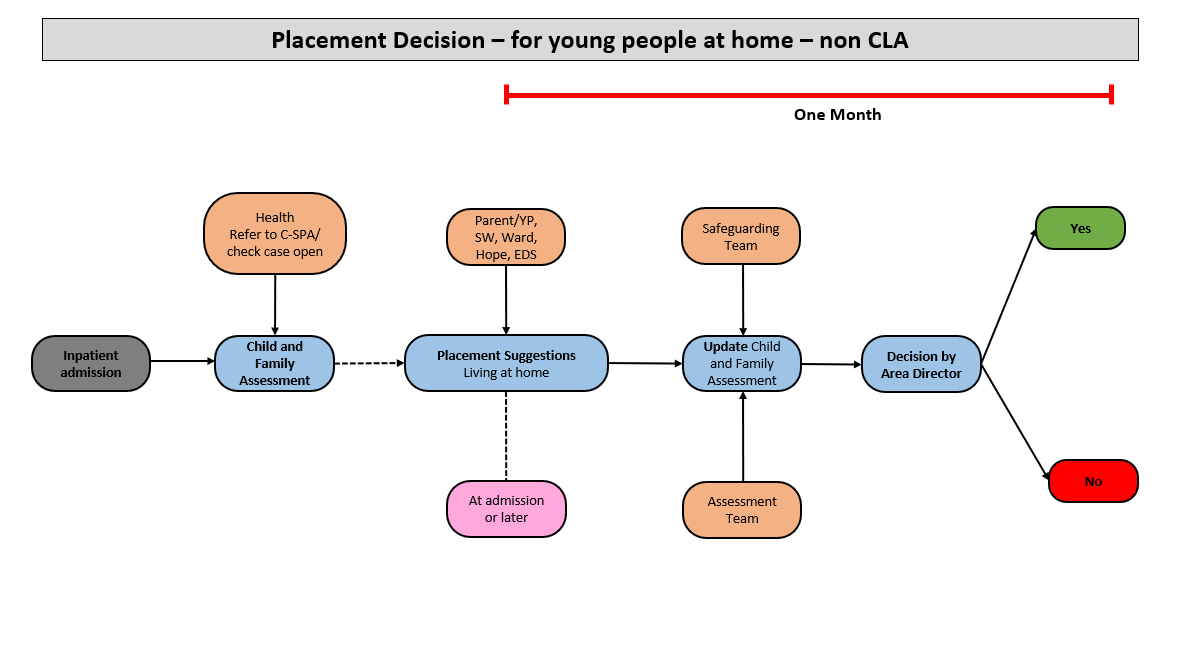 Placement Decision – for young people at home – non CLA
One Month
Health
Refer to C-SPA/
check case open
Parent/YP,
SW, Ward,
Hope, EDS
Safeguarding
Team
Yes
Inpatient
admission
Child and
Family
Assessment
Placement Suggestions
Living at home
Update Child
and Family
Assessment
Decision by
Area Director
At admission
or later
Assessment
Team
No